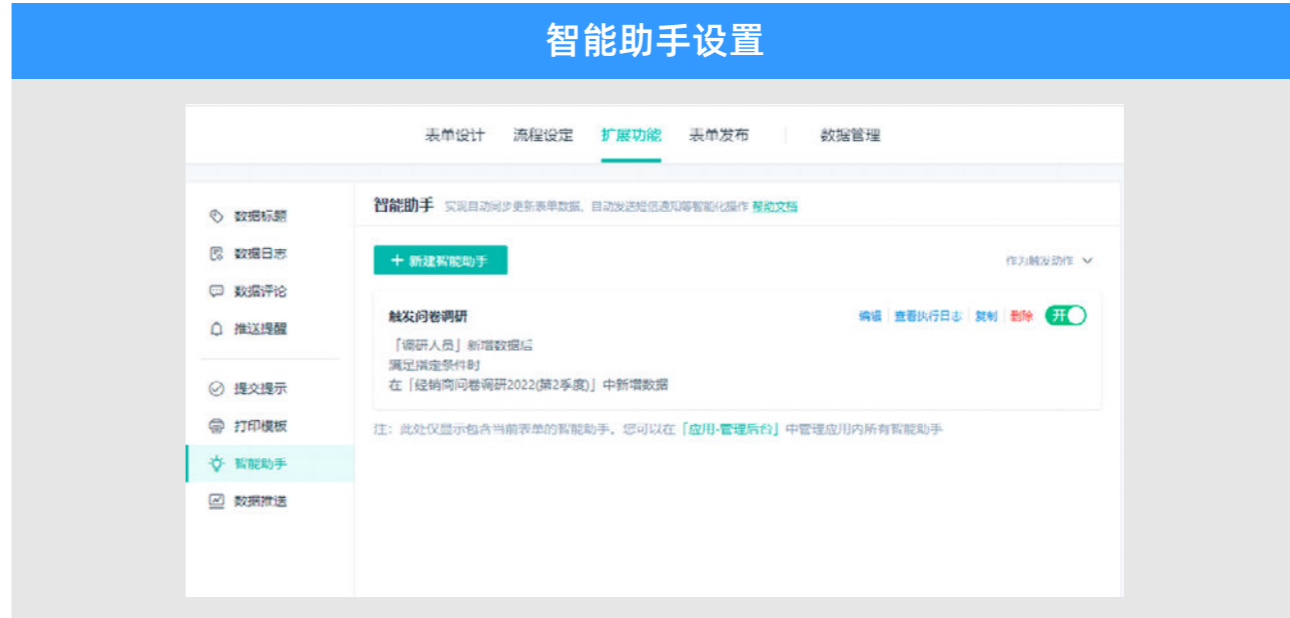 智能助手设置
表单设计 流程设定 扩展功能 表单发布 数据管理
数据标题
数据日志
数据评论
推送提醒
提交提示
打印模板
智能助手
数据推送
智能助手 实现自动同步更新表单数据、自动发送短信通知等智能化操作 帮助文档
+ 新建智能助手
作为触发动作
触发问卷调研 编辑 查看执行日志 复制 删除 开
「调研人员」新增数据后
满足指定条件时
在「经销商问卷调研2022(第2季度)」中新增数据
注：此处仅显示包含当前表单的智能助手。您可以在「应用-管理后台」中管理应用内所有智能助手